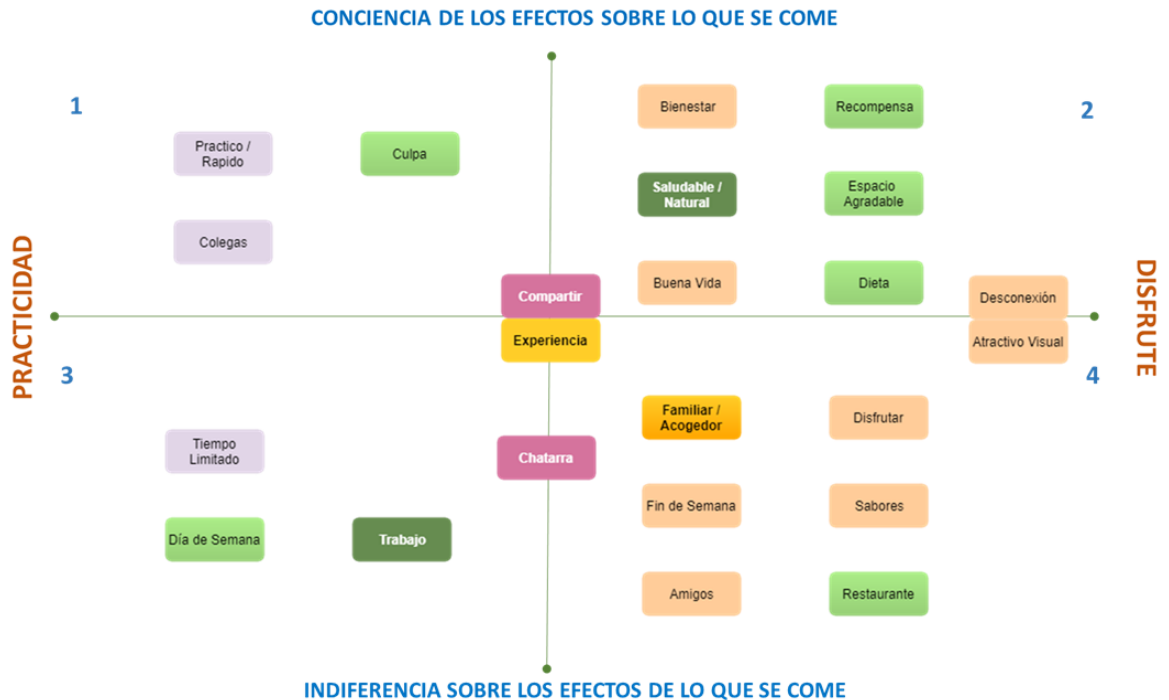 CONCIENCIA DE LOS EFECTOS SOBRE LO QUE SE COME
1
2
Bienestar
Recompensa
Practico /
Rapido
Culpa
Saludable /
Natural
Espacio
Agradable
Colegas
PRACTICIDAD
DISFRUTE
Compartir
Buena Vida
Dieta
Desconexión
Experiencia
Atractivo Visual
3
4
Familiar /
Acogedor
Disfrutar
Tiempo
Limitado
Chatarra
Fin de Semana
Sabores
Día de Semana
Trabajo
Amigos
Restaurante
INDIFERENCIA SOBRE LOS EFECTOS DE LO QUE SE COME